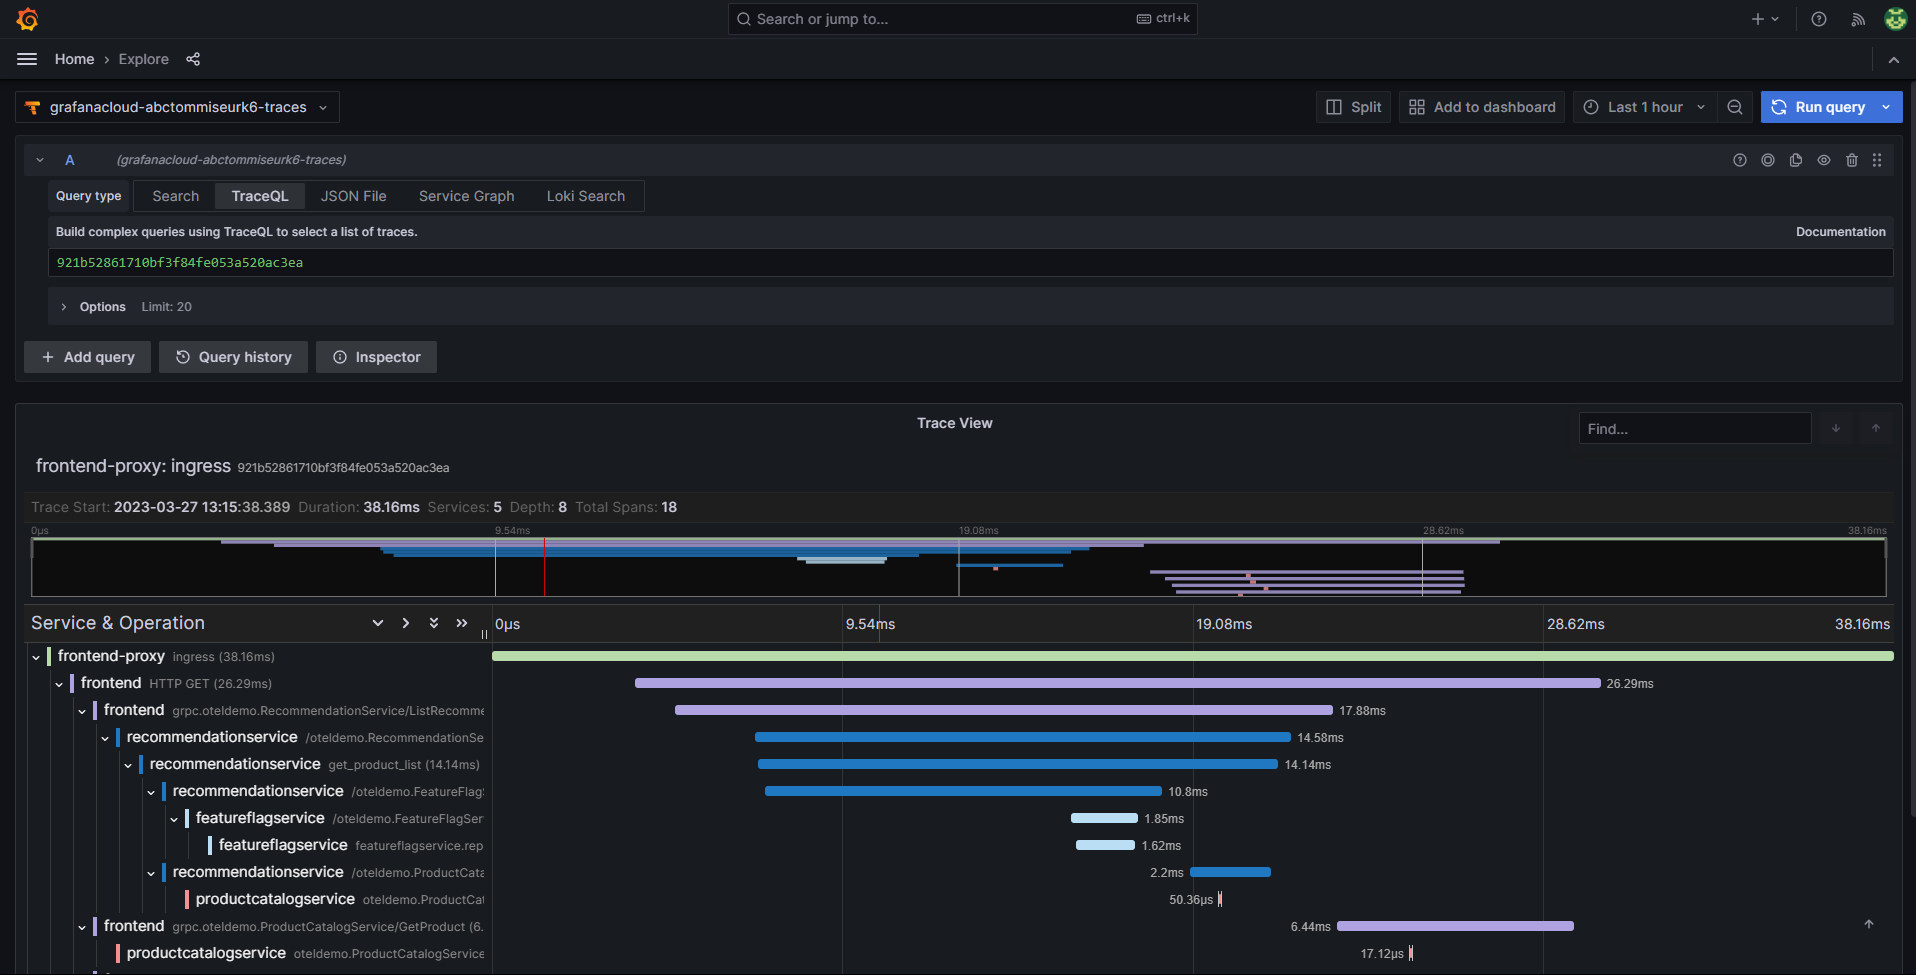 Search or jump to... ctrl+k
Home › Explore
grafanacloud-abctommiseurk6-traces Split Add to dashboard Last 1 hour Run query
A (grafanacloud-abctommiseurk6-traces)
Query type Search TraceQL JSON File Service Graph Loki Search
Build complex queries using TraceQL to select a list of traces. Documentation
921b52861710bf3f84fe053a520ac3ea
Options Limit: 20
+ Add query Query history Inspector
Trace View
Find...
frontend-proxy: ingress 921b52861710bf3f84fe053a520ac3ea
Trace Start: 2023-03-27 13:15:38.389 Duration: 38.16ms Services: 5 Depth: 8 Total Spans: 18
0μs 9.54ms 19.08ms 28.62ms 38.16ms
Service & Operation 0μs 9.54ms 19.08ms 28.62ms 38.16ms
frontend-proxy ingress (38.16ms)
frontend HTTP GET (26.29ms) 26.29ms
frontend grpc.oteldemo.RecommendationService/ListRecomme 17.88ms
recommendationservice /oteldemo.RecommendationSe 14.58ms
recommendationservice get_product_list (14.14ms) 14.14ms
recommendationservice /oteldemo.FeatureFlag 10.8ms
featureflagservice /oteldemo.FeatureFlagSer 1.85ms
featureflagservice featureflagservice.rep 1.62ms
recommendationservice /oteldemo.ProductCata 2.2ms
productcatalogservice oteldemo.ProductCat 50.36μs
frontend grpc.oteldemo.ProductCatalogService/GetProduct (6. 6.44ms
productcatalogservice oteldemo.ProductCatalogService 17.12μs